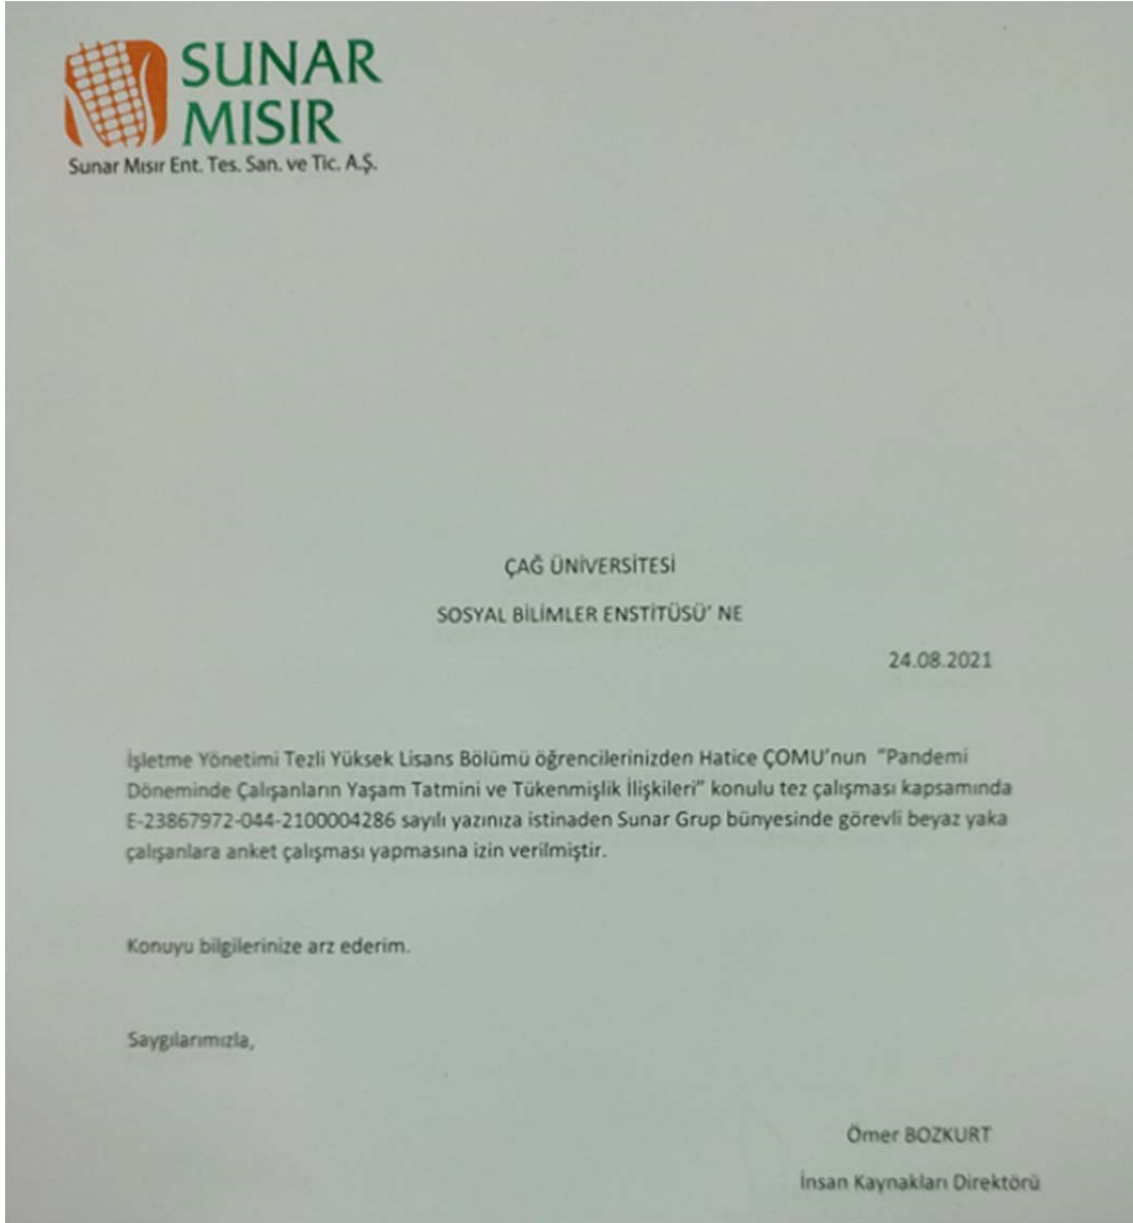 SUNAR
MISIR
Sunar Mısır Ent. Tes. San. ve Tic. A.Ş.
ÇAĞ ÜNİVERSİTESİ
SOSYAL BİLİMLER ENSTİTÜSÜ' NE
24.08.2021
İşletme Yönetimi Tezli Yüksek Lisans Bölümü öğrencilerinizden Hatice ÇOMU'nun "Pandemi
Döneminde Çalışanların Yaşam Tatmini ve Tükenmişlik İlişkileri" konulu tez çalışması kapsamında
E-23867972-044-2100004286 sayılı yazınıza istinaden Sunar Grup bünyesinde görevli beyaz yaka
çalışanlara anket çalışması yapmasına izin verilmiştir.
Konuyu bilgilerinize arz ederim.
Saygılarımızla,
Ömer BOZKURT
İnsan Kaynakları Direktörü